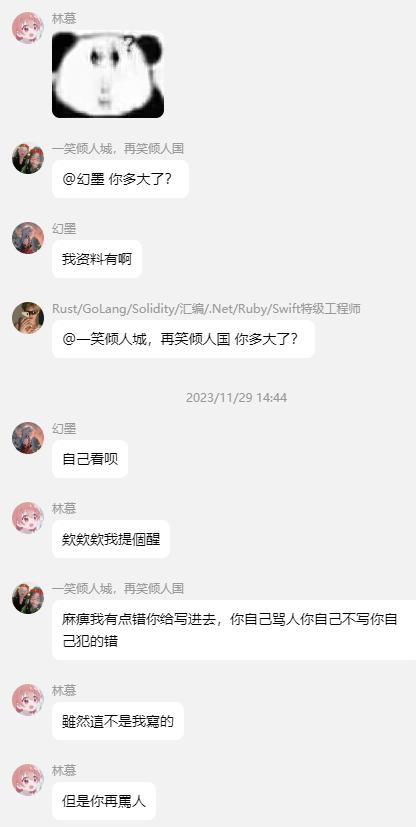 林慕
?
一笑倾人城，再笑倾人国
@幻墨 你多大了？
幻墨
我资料有啊
Rust/GoLang/Solidity/汇编/.Net/Ruby/Swift特级工程师
@一笑倾人城，再笑倾人国 你多大了？
2023/11/29 14:44
幻墨
自己看呗
林慕
欸欸欸我提個醒
一笑倾人城，再笑倾人国
麻痹我有点错你给写进去，你自己骂人你自己不写你自
己犯的错
林慕
雖然這不是我寫的
林慕
但是你再罵人